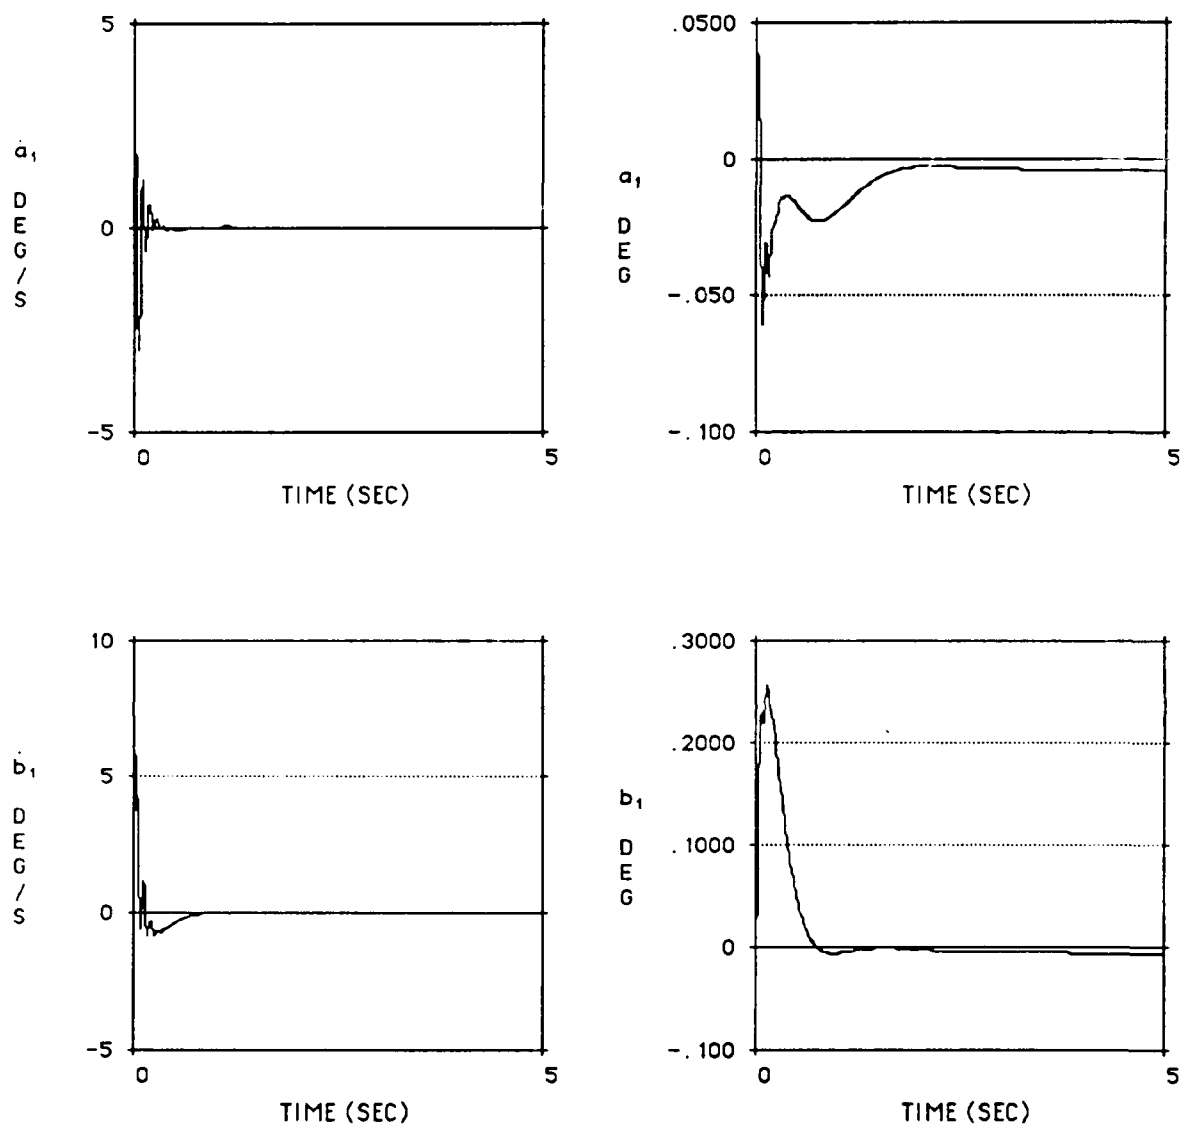 5
ȧ₁
DEG/S
0
-5
0 5
TIME (SEC)
.0500
0
a₁
DEG
-.050
-.100
0 5
TIME (SEC)
10
ḃ₁
5
DEG/S
0
-5
0 5
TIME (SEC)
.3000
.2000
b₁
.1000
DEG
0
-.100
0 5
TIME (SEC)